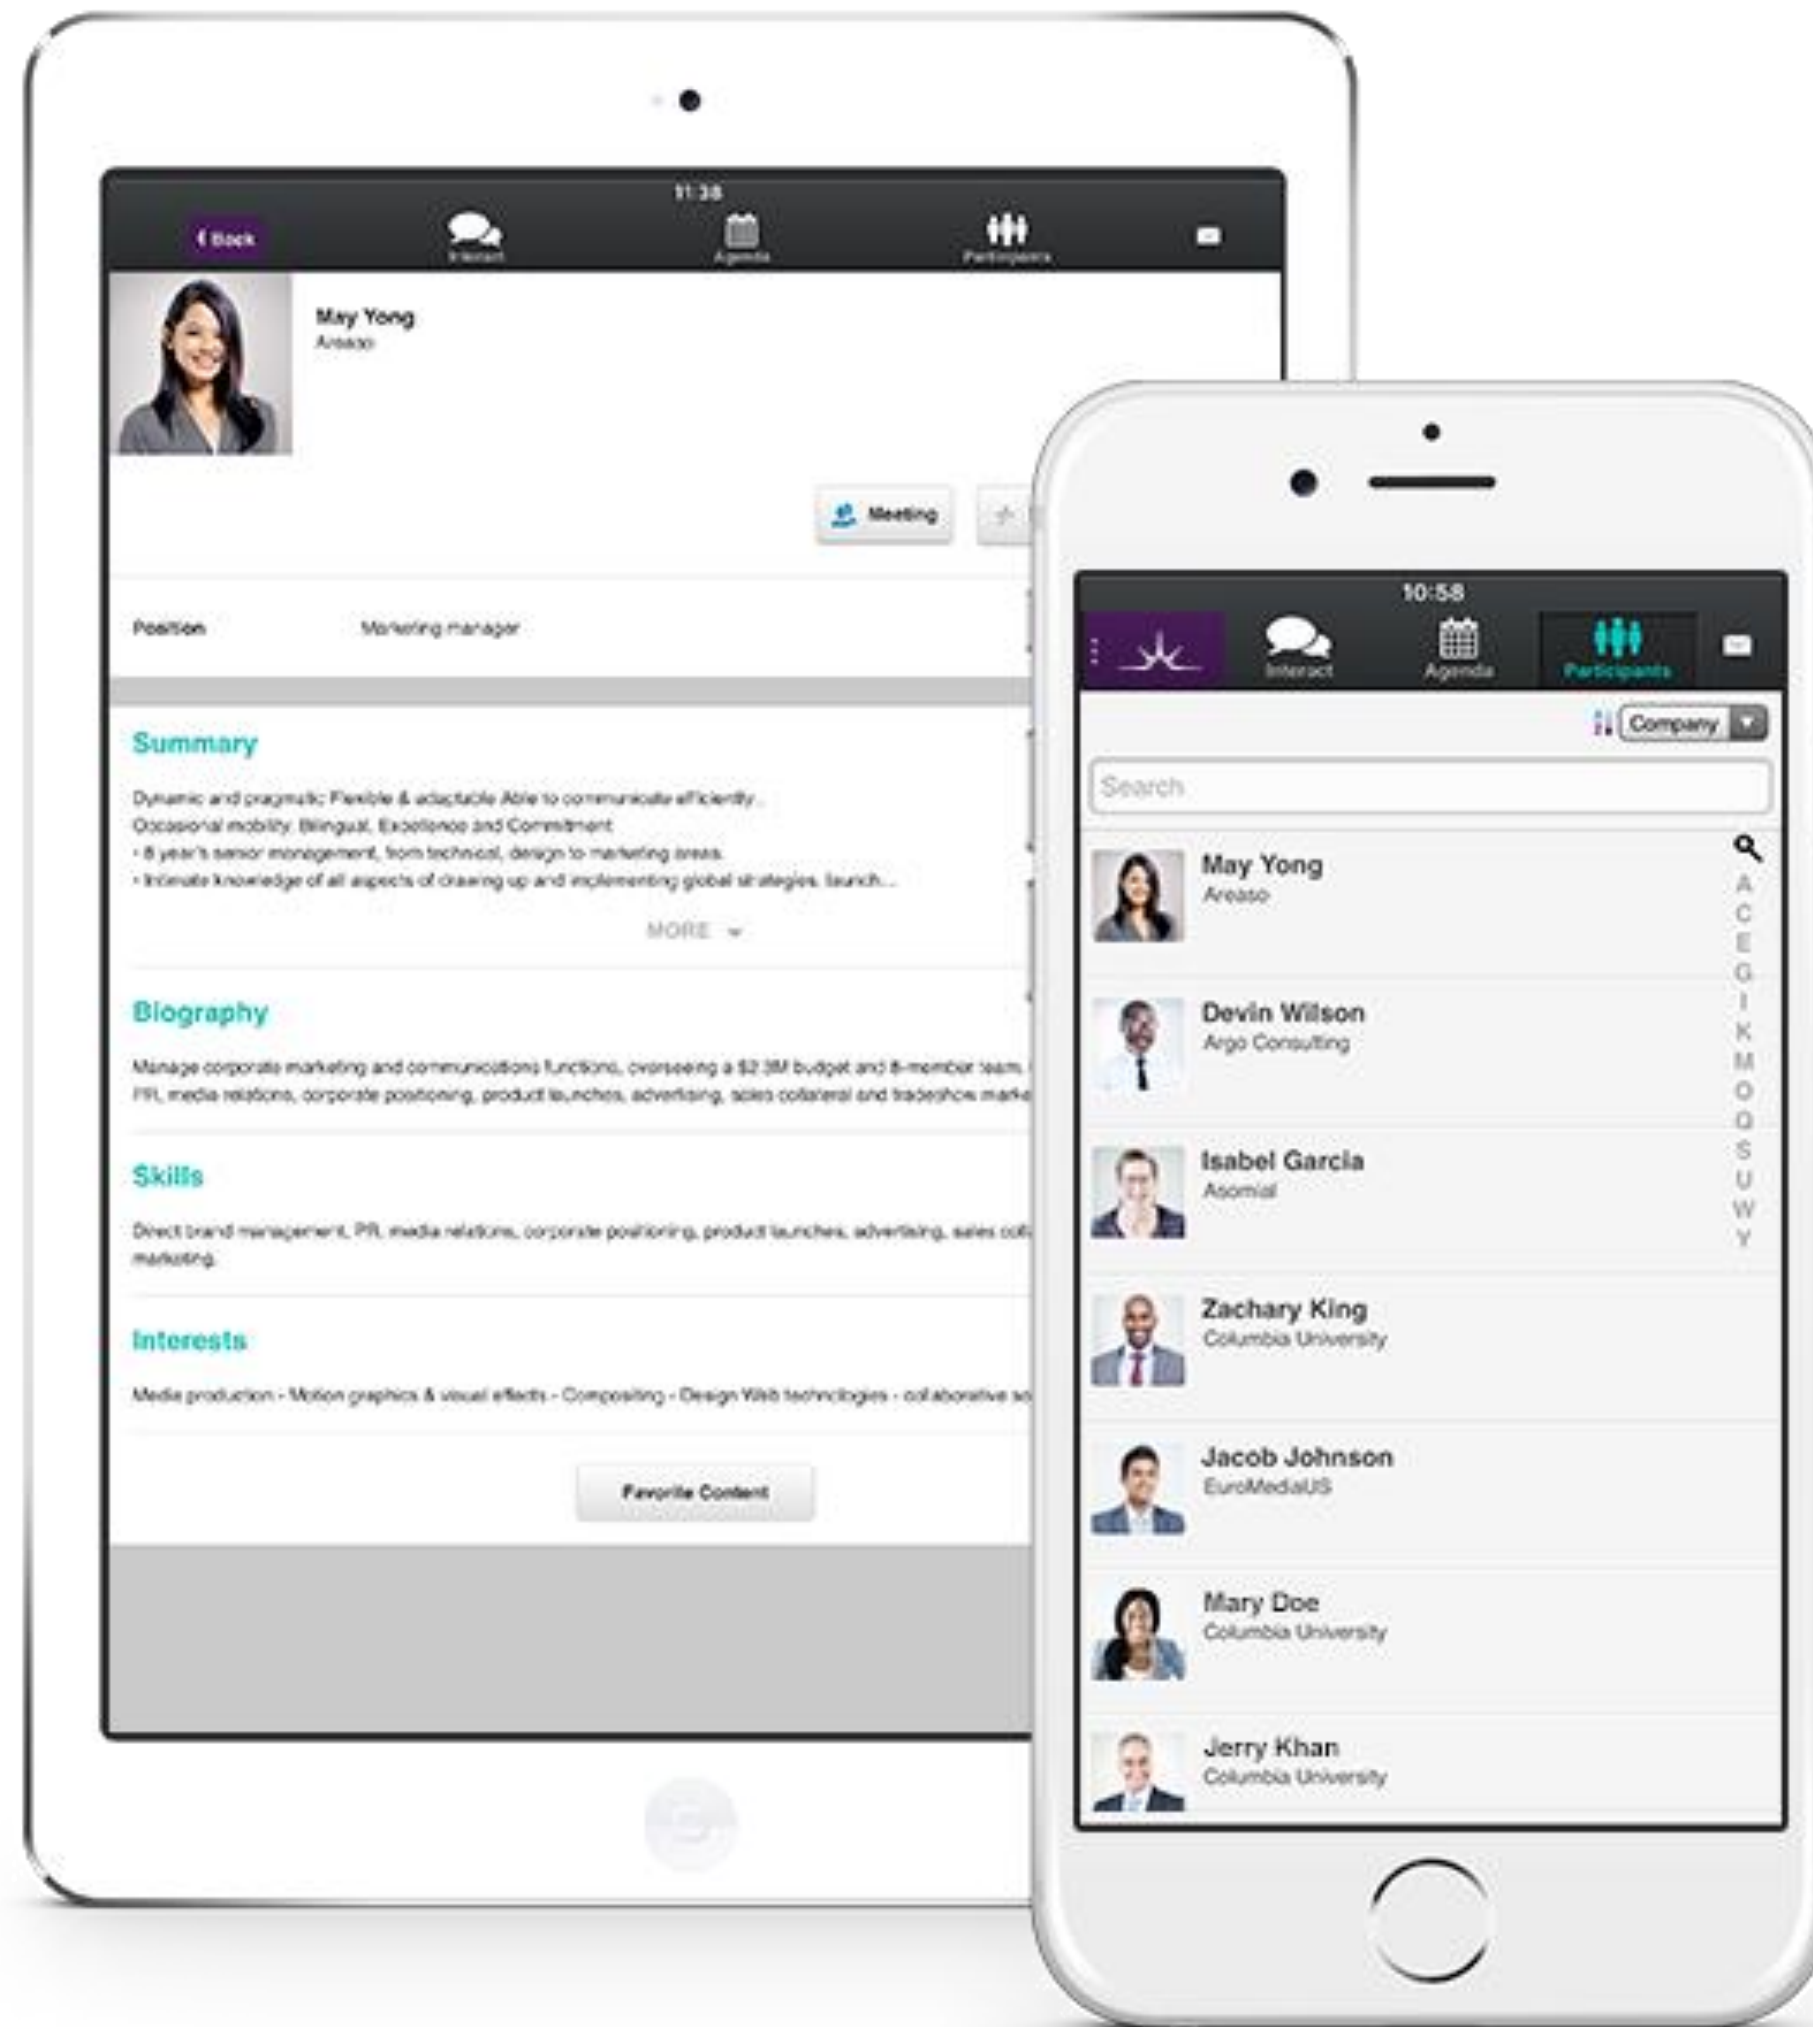 11:38
Back
Interact
Agenda
Participants
May Yong
Areaso
Meeting
Position
Marketing manager
Summary
Dynamic and pragmatic Flexible & adaptable Able to communicate efficiently..
Occasional mobility. Bilingual, Excellence and Commitment
• 8 year's senior management, from technical, design to marketing areas.
• Intimate knowledge of all aspects of drawing up and implementing global strategies, launch...
MORE
Biography
Manage corporate marketing and communications functions, overseeing a $2.3M budget and 8-member team.
PR, media relations, corporate positioning, product launches, advertising, sales collateral and tradeshow marke
Skills
Direct brand management, PR, media relations, corporate positioning, product launches, advertising, sales coll
marketing.
Interests
Media production - Motion graphics & visual effects - Compositing - Design Web technologies - collaborative so
Favorite Content
10:58
Interact
Agenda
Participants
Company
Search
May Yong
Areaso
Devin Wilson
Argo Consulting
Isabel Garcia
Asomial
Zachary King
Columbia University
Jacob Johnson
EuroMediaUS
Mary Doe
Columbia University
Jerry Khan
Columbia University
A
C
E
G
I
K
M
O
Q
S
U
W
Y